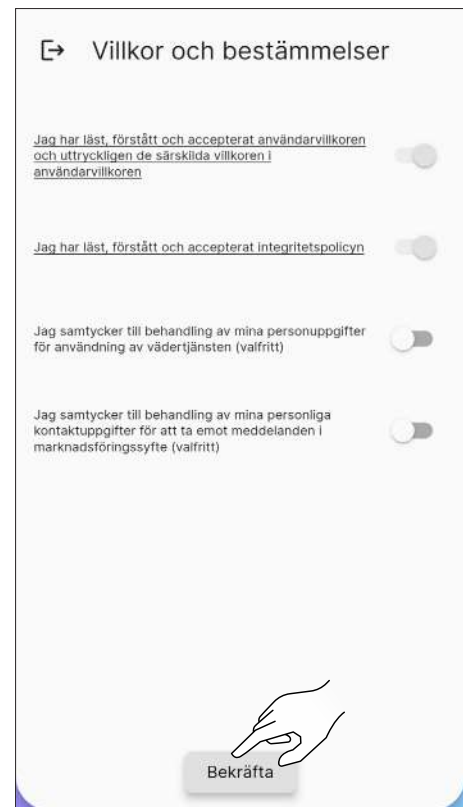 Villkor och bestämmelser
Jag har läst, förstått och accepterat användarvillkoren
och uttryckligen de särskilda villkoren i
användarvillkoren
Jag har läst, förstått och accepterat integritetspolicyn
Jag samtycker till behandling av mina personuppgifter
för användning av vädertjänsten (valfritt)
Jag samtycker till behandling av mina personliga
kontaktuppgifter för att ta emot meddelanden i
marknadsföringssyfte (valfritt)
Bekräfta